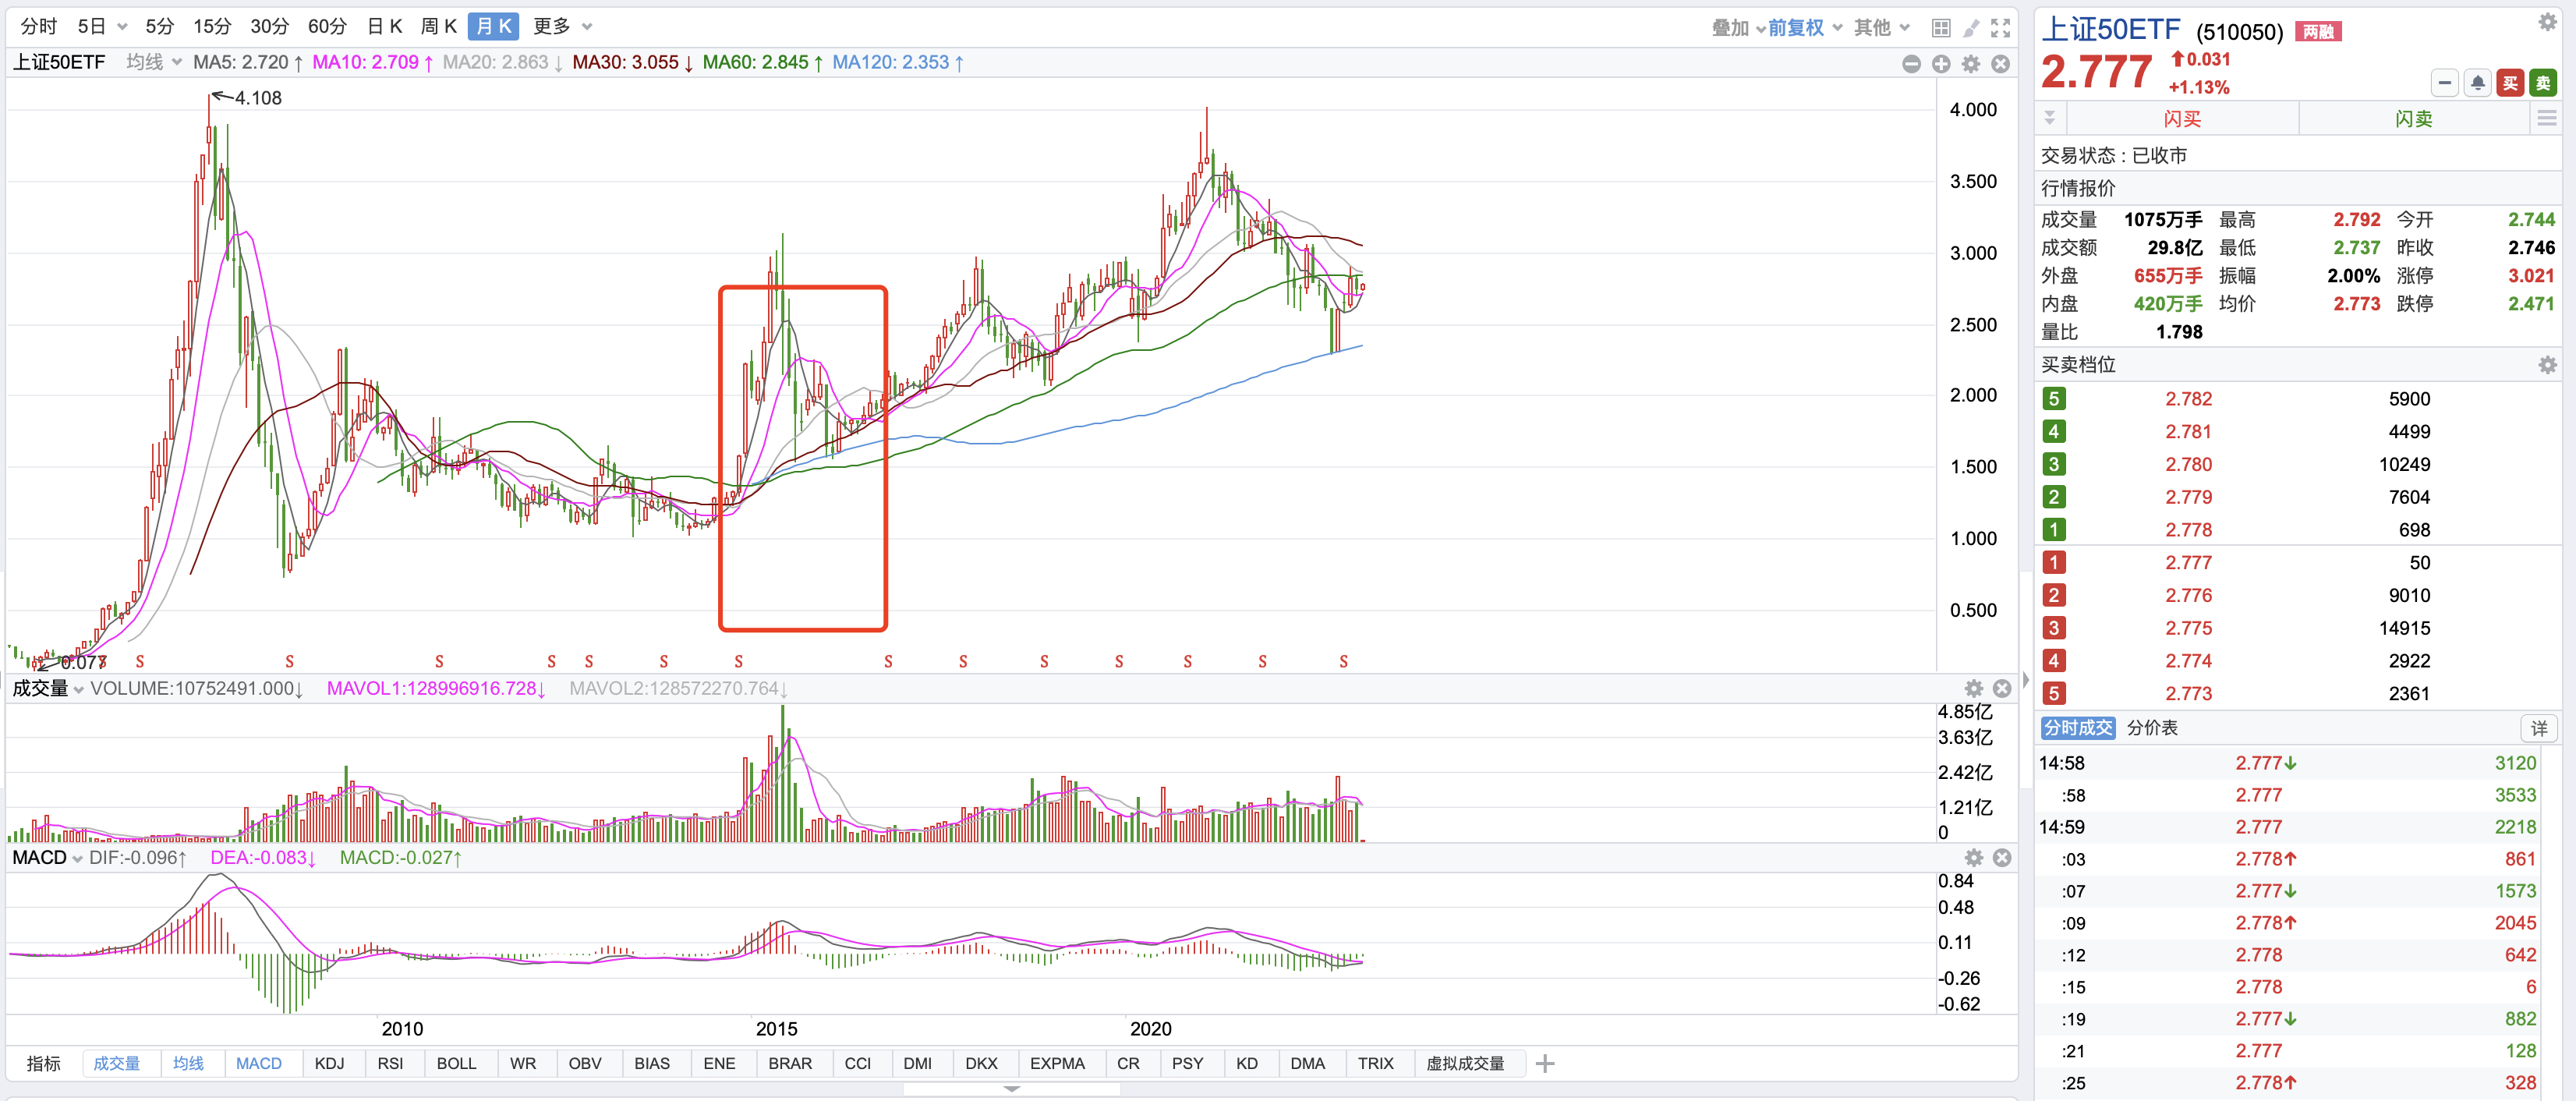 分时 5日 5分 15分 30分 60分 日K 周K 月K 更多 叠加 前复权 其他
上证50ETF 均线 MA5: 2.720↑ MA10: 2.709↑ MA20: 2.863↓ MA30: 3.055↓ MA60: 2.845↑ MA120: 2.353↑
4.108
4.000
3.500
3.000
2.500
2.000
1.500
1.000
0.500
0.077
S S S S S S S S S S S S S S S S
成交量 VOLUME:10752491.000↓ MAVOL1:128996916.728↓ MAVOL2:128572270.764↓
4.85亿
3.63亿
2.42亿
1.21亿
0
MACD DIF:-0.096↑ DEA:-0.083↓ MACD:-0.027↑
0.84
0.48
0.11
-0.26
-0.62
2010 2015 2020
指标 成交量 均线 MACD KDJ RSI BOLL WR OBV BIAS ENE BRAR CCI DMI DKX EXPMA CR PSY KD DMA TRIX 虚拟成交量
上证50ETF (510050) 两融
2.777 0.031
+1.13%
买 卖
闪买 闪卖
交易状态 : 已收市
行情报价
成交量 1075万手 最高 2.792 今开 2.744
成交额 29.8亿 最低 2.737 昨收 2.746
外盘 655万手 振幅 2.00% 涨停 3.021
内盘 420万手 均价 2.773 跌停 2.471
量比 1.798
买卖档位
5 2.782 5900
4 2.781 4499
3 2.780 10249
2 2.779 7604
1 2.778 698
1 2.777 50
2 2.776 9010
3 2.775 14915
4 2.774 2922
5 2.773 2361
分时成交 分价表 详
14:58 2.777↓ 3120
:58 2.777 3533
14:59 2.777 2218
:03 2.778↑ 861
:07 2.777↓ 1573
:09 2.778↑ 2045
:12 2.778 642
:15 2.778 6
:19 2.777↓ 882
:21 2.777 128
:25 2.778↑ 328